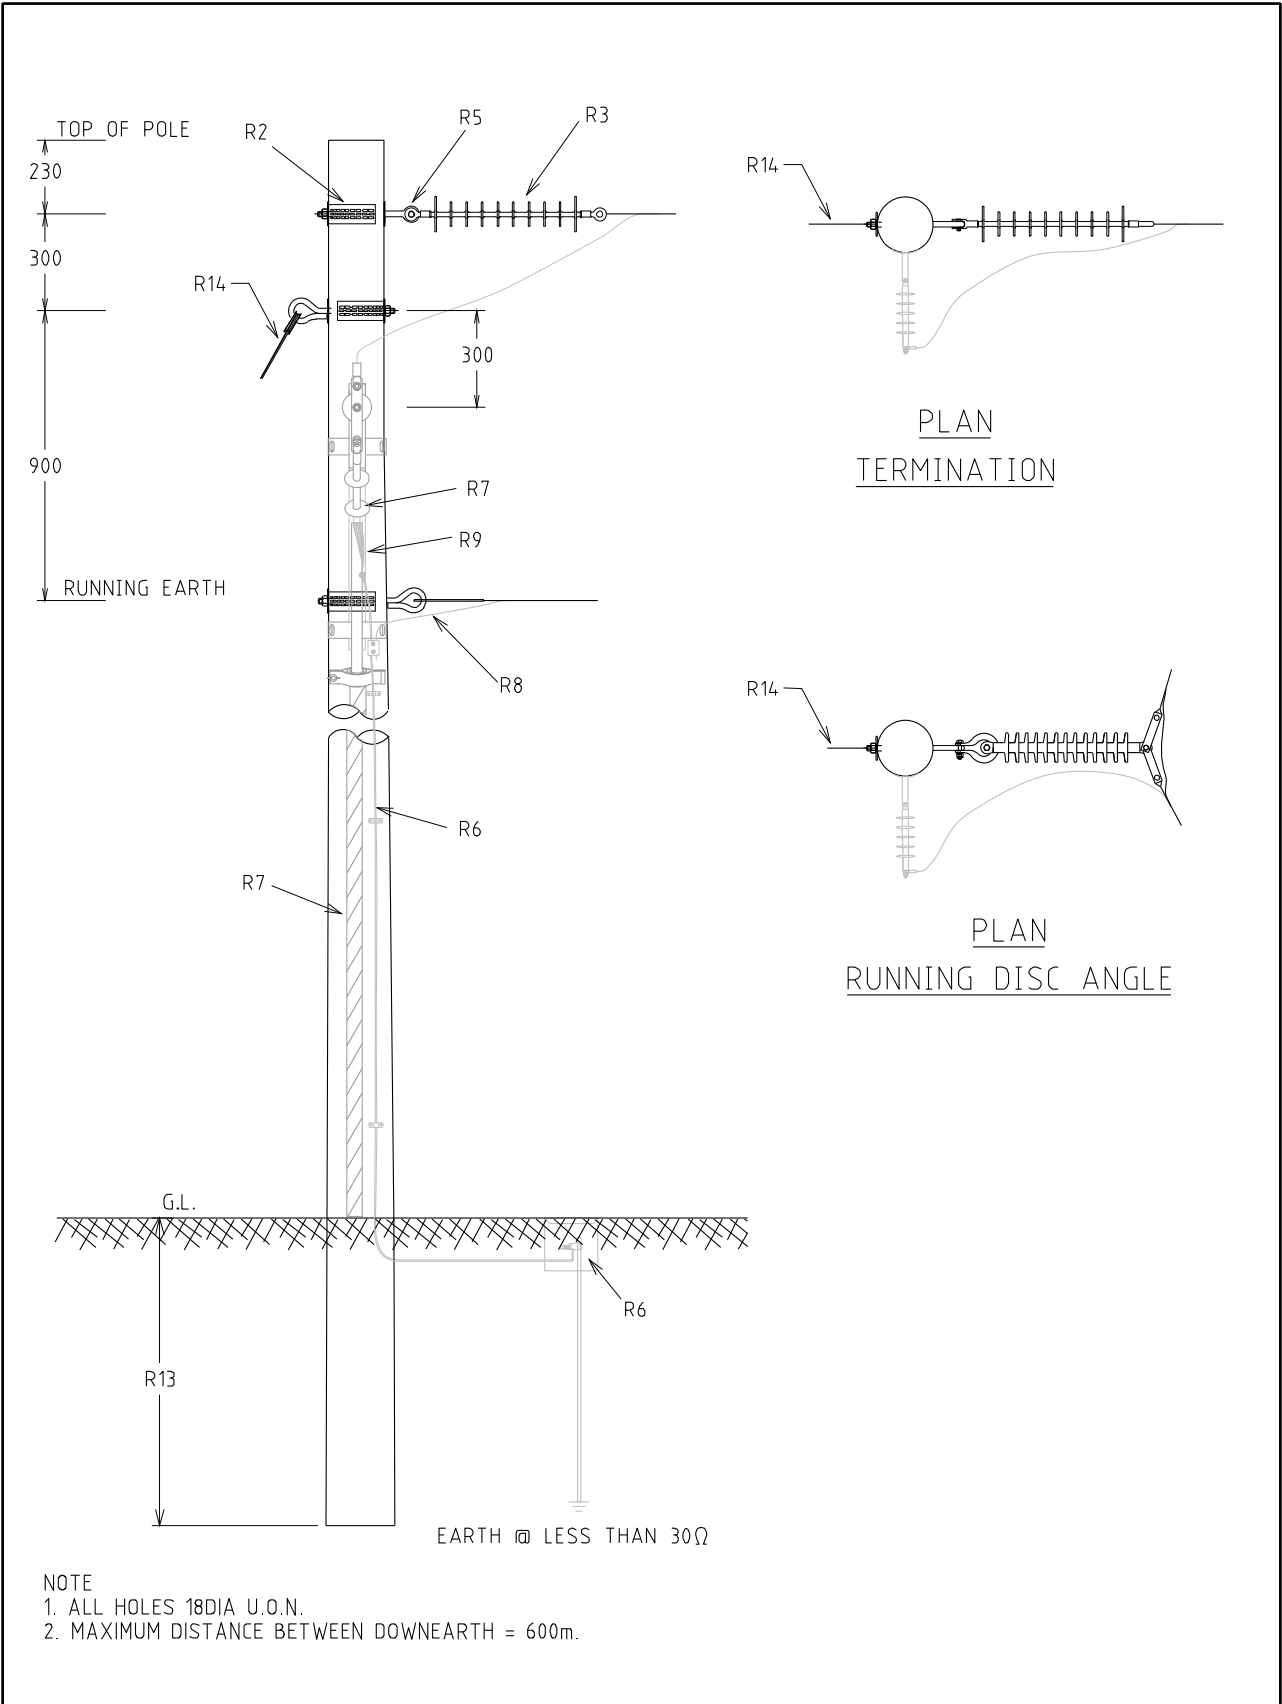 TOP OF POLE
R2
R5
R3
230
R14
300
R14
300
PLAN
TERMINATION
900
R7
R9
RUNNING EARTH
R8
R14
R6
R7
PLAN
RUNNING DISC ANGLE
G.L.
R6
R13
EARTH @ LESS THAN 30Ω
NOTE
1. ALL HOLES 18DIA U.O.N.
2. MAXIMUM DISTANCE BETWEEN DOWNEARTH = 600m.